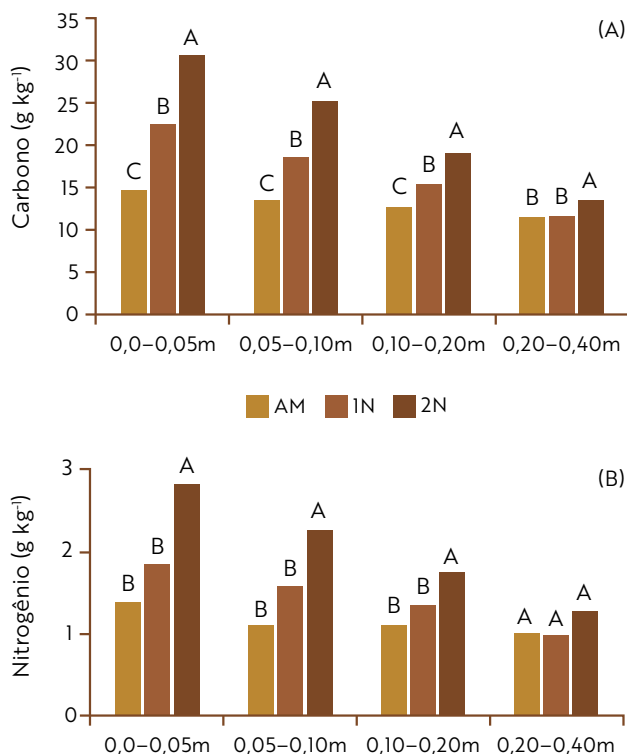 (A)
Carbono (g kg⁻¹)
35
30
25
20
15
10
5
0
C B A
C B A
C B A
B B A
0,0–0,05m 0,05–0,10m 0,10–0,20m 0,20–0,40m
AM 1N 2N
(B)
Nitrogênio (g kg⁻¹)
3
2
1
0
B B A
B B A
B B A
A A A
0,0–0,05m 0,05–0,10m 0,10–0,20m 0,20–0,40m